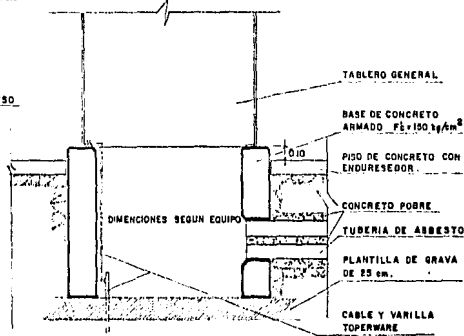 TABLERO GENERAL
SO
BASE DE CONCRETO
ARMADO F'c=150 kg/cm²
0.10
PISO DE CONCRETO CON
ENDURESEDOR.
CONCRETO POBRE
DIMENCIONES SEGUN EQUIPO
TUBERIA DE ASBESTO
PLANTILLA DE GRAVA
DE 25 cm.
CABLE Y VARILLA
TOPERWARE